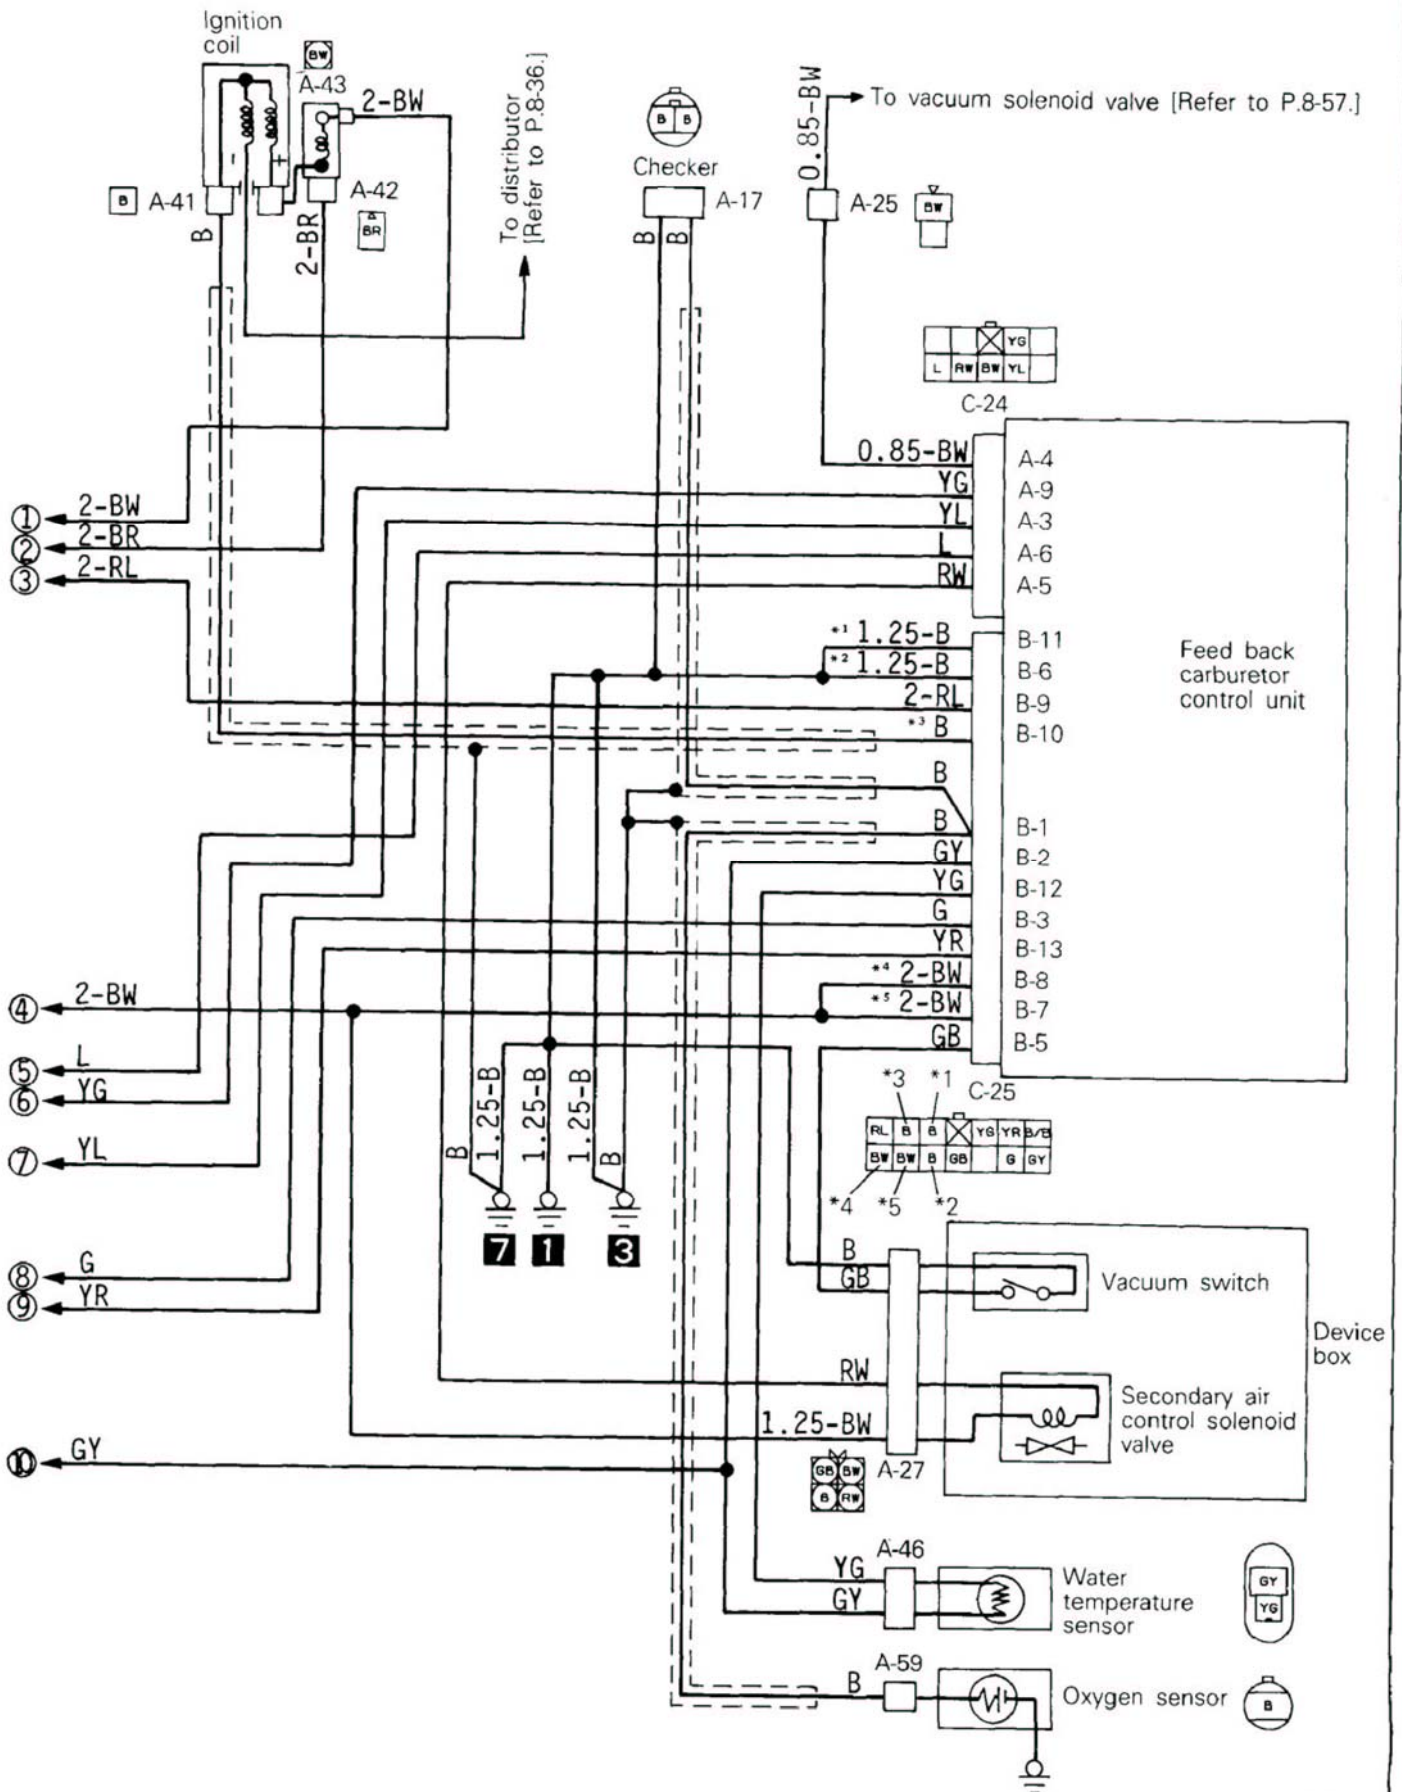 Ignition
coil
BW
A-43
2-BW
B
A-41
B
A-42
BR
2-BR
To distributor
[Refer to P.8-36.]
B B
Checker
A-17
B B
0.85-BW
To vacuum solenoid valve [Refer to P.8-57.]
A-25
BW
YG
L RW BW YL
C-24
0.85-BW A-4
YG A-9
YL A-3
L A-6
RW A-5
① 2-BW
② 2-BR
③ 2-RL
*1 1.25-B B-11
*2 1.25-B B-6
2-RL B-9
*3 B B-10
Feed back
carburetor
control unit
B
B B-1
GY B-2
YG B-12
G B-3
YR B-13
*4 2-BW B-8
*5 2-BW B-7
GB B-5
④ 2-BW
⑤ L
⑥ YG
⑦ YL
⑧ G
⑨ YR
⑩ GY
B
1.25-B
1.25-B
1.25-B
B
7 1 3
*3 *1 C-25
RL B B YG YR B/B
BW BW B GB G GY
*4 *5 *2
B
GB
Vacuum switch
Device
box
RW
1.25-BW
Secondary air
control solenoid
valve
GB BW
B RW
A-27
A-46
YG
GY
Water
temperature
sensor
GY
YG
A-59
B
Oxygen sensor
B